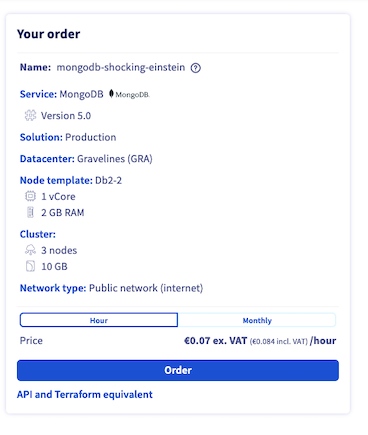 Your order
Name: mongodb-shocking-einstein ?
Service: MongoDB MongoDB.
Version 5.0
Solution: Production
Datacenter: Gravelines (GRA)
Node template: Db2-2
1 vCore
2 GB RAM
Cluster:
3 nodes
10 GB
Network type: Public network (internet)
Hour Monthly
Price €0.07 ex. VAT (€0.084 incl. VAT) /hour
Order
API and Terraform equivalent